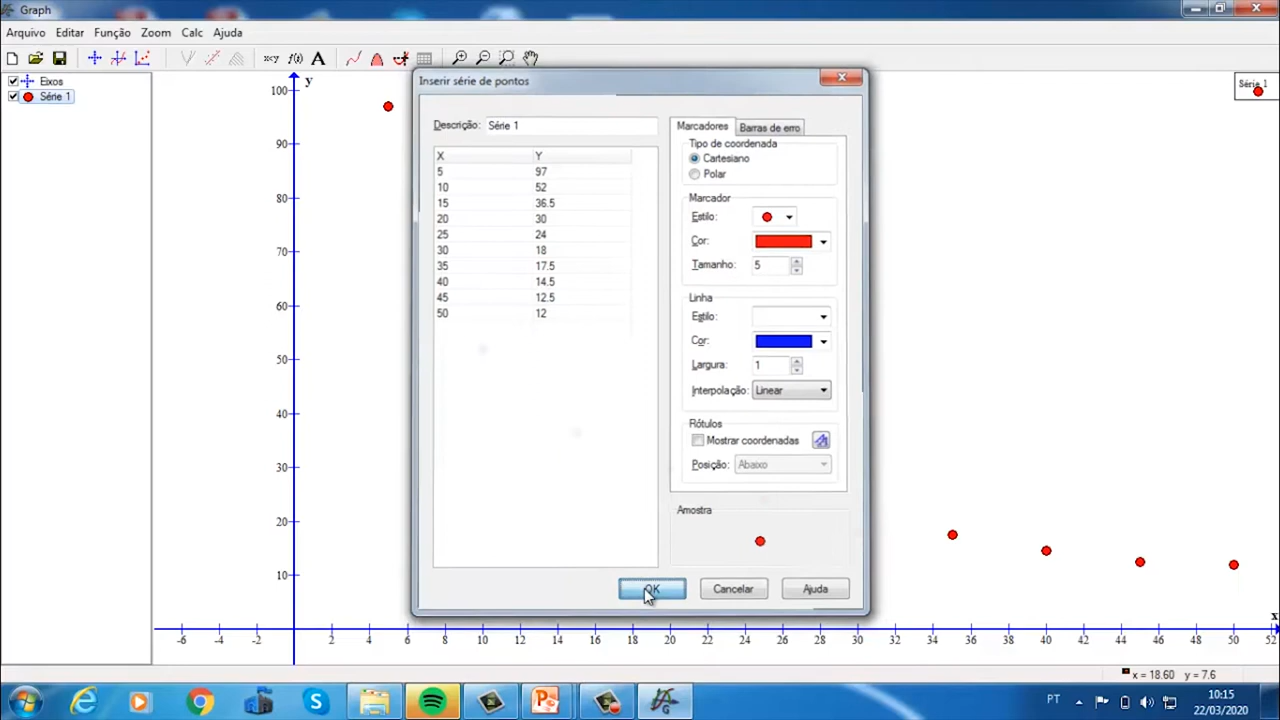 Graph
Arquivo Editar Função Zoom Calc Ajuda
Eixos
Série 1
y
100
90
80
70
60
50
40
30
20
10
-6 -4 -2 2 4 6 8 10 12 14 16 18 20 22 24 26 28 30 32 34 36 38 40 42 44 46 48 50 52
x
Série 1
Inserir série de pontos
Descrição: Série 1
X Y
5 97
10 52
15 36.5
20 30
25 24
30 18
35 17.5
40 14.5
45 12.5
50 12
Marcadores Barras de erro
Tipo de coordenada
Cartesiano
Polar
Marcador
Estilo:
Cor:
Tamanho: 5
Linha
Estilo:
Cor:
Largura: 1
Interpolação: Linear
Rótulos
Mostrar coordenadas
Posição: Abaixo
Amostra
OK Cancelar Ajuda
x = 18.60 y = 7.6
PT
10:15
22/03/2020